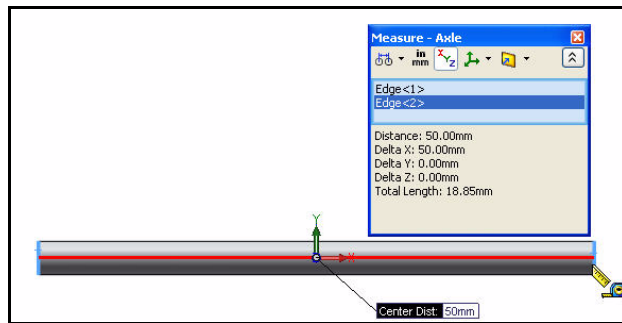 Measure - Axle
in
mm
X Y Z
Edge<1>
Edge<2>
Distance: 50.00mm
Delta X: 50.00mm
Delta Y: 0.00mm
Delta Z: 0.00mm
Total Length: 18.85mm
Y
X
Center Dist: 50mm